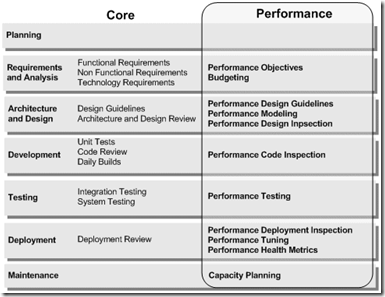 Core
Performance
Planning
Requirements
and Analysis
Functional Requirements
Non Functional Requirements
Technology Requirements
Performance Objectives
Budgeting
Architecture
and Design
Design Guidelines
Architecture and Design Review
Performance Design Guidelines
Performance Modeling
Performance Design Inpsection
Development
Unit Tests
Code Review
Daily Builds
Performance Code Inspection
Testing
Integration Testing
System Testing
Performance Testing
Deployment
Deployment Review
Performance Deployment Inspection
Performance Tuning
Performance Health Metrics
Maintenance
Capacity Planning